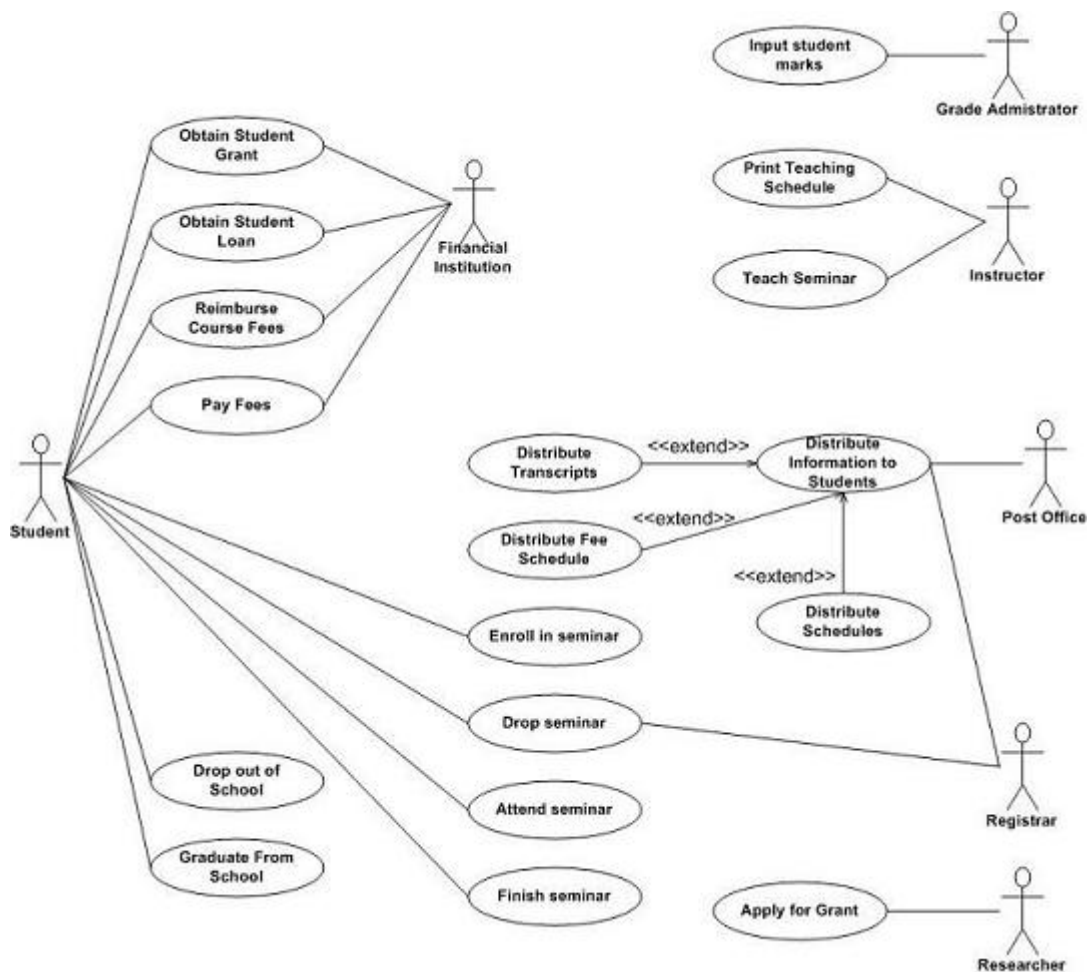 Input student
marks
Grade Admistrator
Obtain Student
Grant
Print Teaching
Schedule
Obtain Student
Loan
Financial
Institution
Teach Seminar
Instructor
Reimburse
Course Fees
Pay Fees
Student
Distribute
Transcripts
<<extend>>
Distribute
Information to
Students
Post Office
<<extend>>
Distribute Fee
Schedule
<<extend>>
Distribute
Schedules
Enroll in seminar
Drop seminar
Registrar
Drop out of
School
Attend seminar
Graduate From
School
Finish seminar
Apply for Grant
Researcher